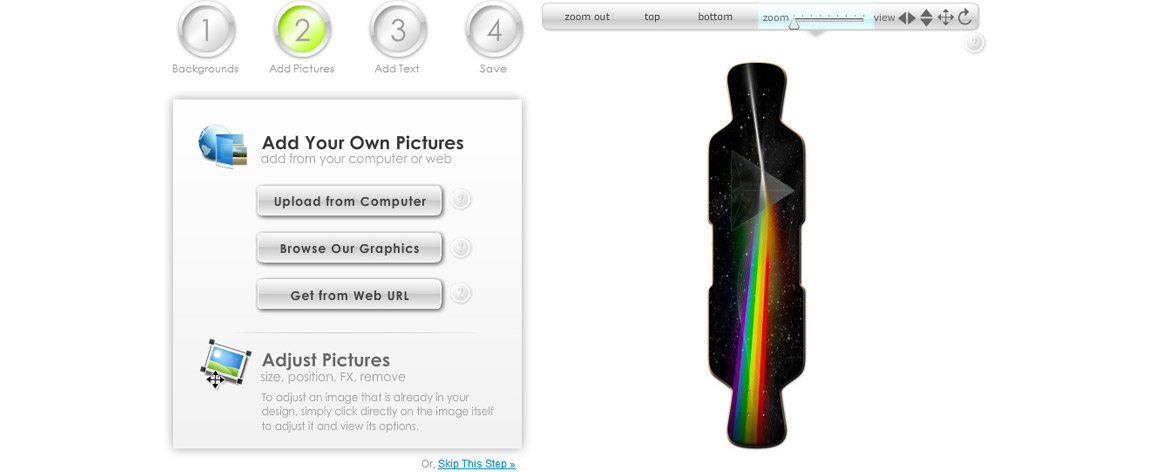 1 2 3 4
Backgrounds Add Pictures Add Text Save
zoom out top bottom zoom view
?
Add Your Own Pictures
add from your computer or web
Upload from Computer ?
Browse Our Graphics ?
Get from Web URL ?
Adjust Pictures
size, position, FX, remove
To adjust an image that is already in your
design, simply click directly on the image itself
to adjust it and view its options.
Or, Skip This Step »